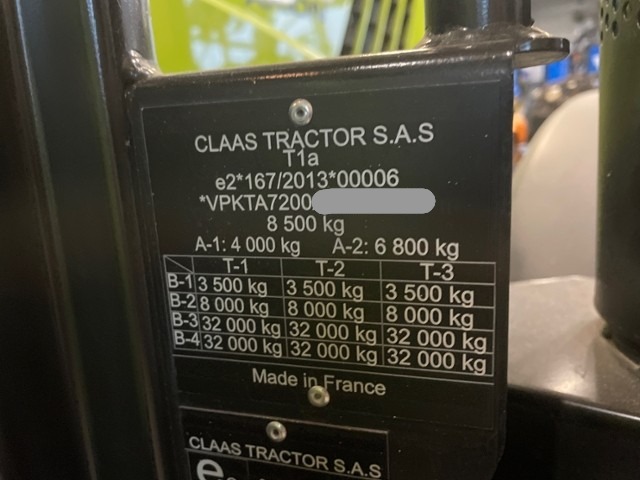 CLAAS TRACTOR S.A.S
T1a
e2*167/2013*00006
*VPKTA7200
8 500 kg
A-1: 4 000 kg A-2: 6 800 kg
T-1 T-2 T-3
B-1 3 500 kg 3 500 kg 3 500 kg
B-2 8 000 kg 8 000 kg 8 000 kg
B-3 32 000 kg 32 000 kg 32 000 kg
B-4 32 000 kg 32 000 kg 32 000 kg
Made in France
CLAAS TRACTOR S.A.S
e